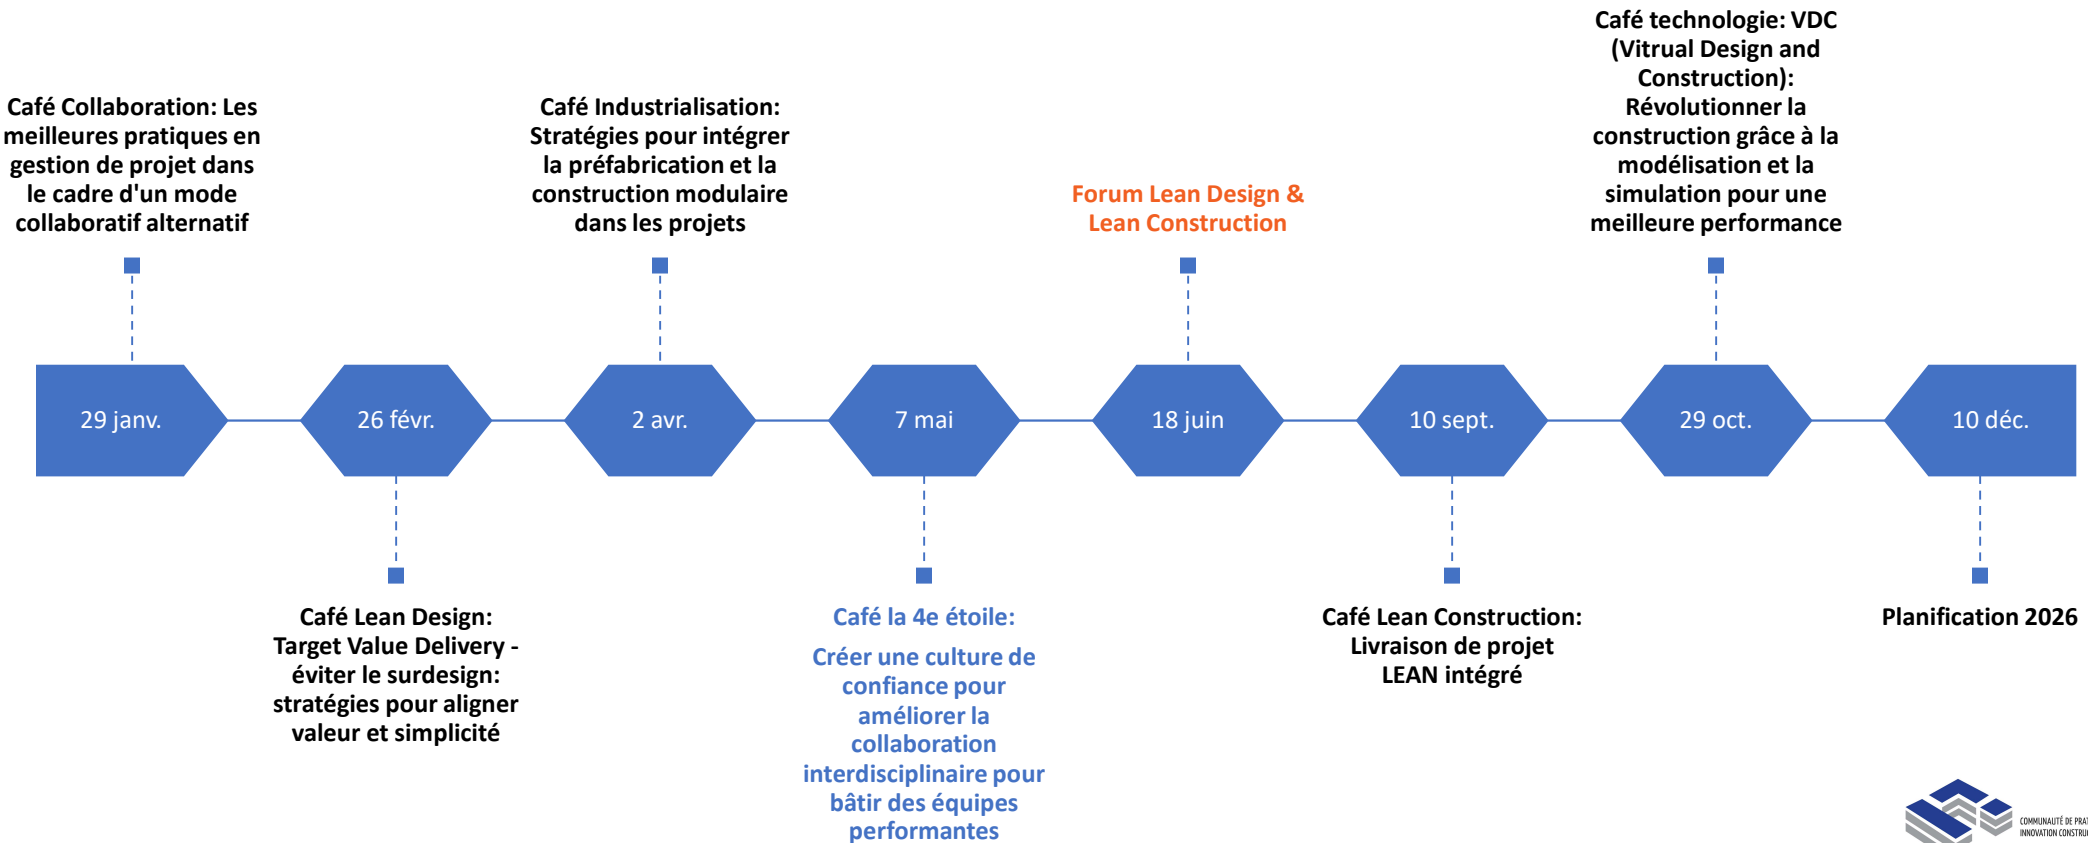 Café Collaboration: Les
meilleures pratiques en
gestion de projet dans
le cadre d'un mode
collaboratif alternatif
Café Industrialisation:
Stratégies pour intégrer
la préfabrication et la
construction modulaire
dans les projets
Forum Lean Design &
Lean Construction
Café technologie: VDC
(Vitrual Design and
Construction):
Révolutionner la
construction grâce à la
modélisation et la
simulation pour une
meilleure performance
29 janv.
26 févr.
2 avr.
7 mai
18 juin
10 sept.
29 oct.
10 déc.
Café Lean Design:
Target Value Delivery -
éviter le surdesign:
stratégies pour aligner
valeur et simplicité
Café la 4e étoile:
Créer une culture de
confiance pour
améliorer la
collaboration
interdisciplinaire pour
bâtir des équipes
performantes
Café Lean Construction:
Livraison de projet
LEAN intégré
Planification 2026
COMMUNAUTÉ DE
INNOVATION